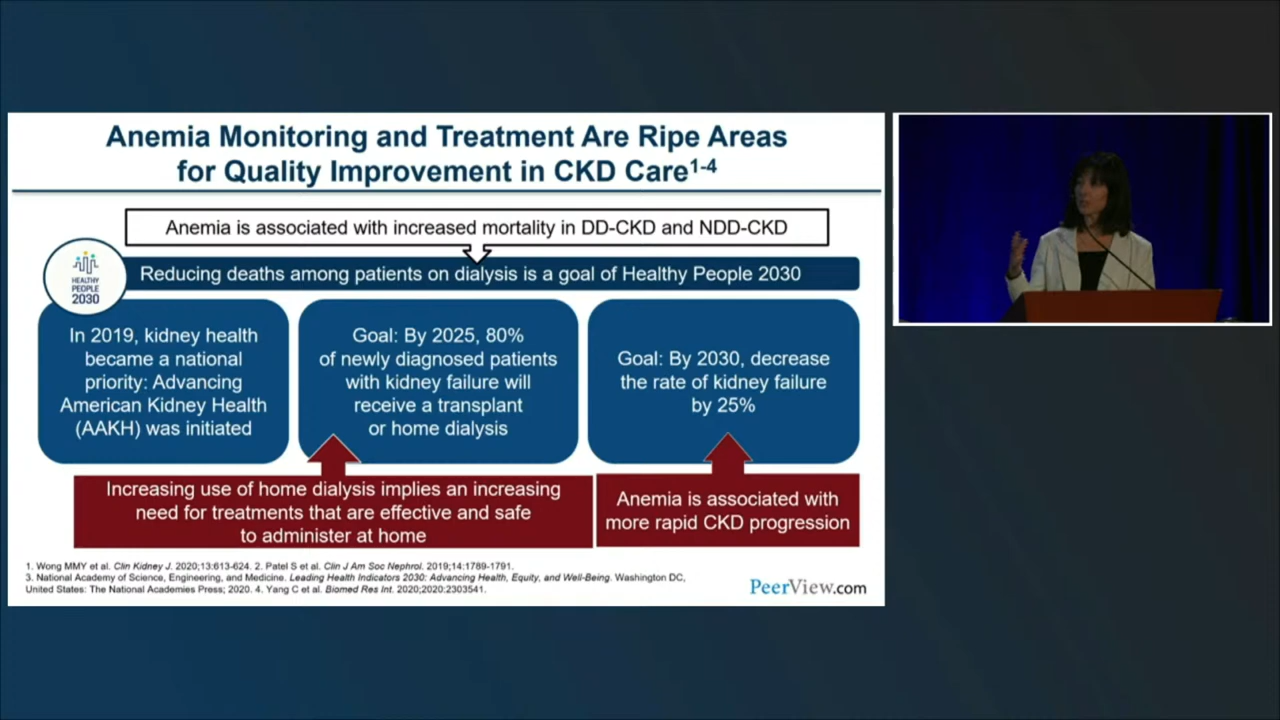 Anemia Monitoring and Treatment Are Ripe Areas
for Quality Improvement in CKD Care1-4
Anemia is associated with increased mortality in DD-CKD and NDD-CKD
HEALTHY
PEOPLE
2030
Reducing deaths among patients on dialysis is a goal of Healthy People 2030
In 2019, kidney health
became a national
priority: Advancing
American Kidney Health
(AAKH) was initiated
Goal: By 2025, 80%
of newly diagnosed patients
with kidney failure will
receive a transplant
or home dialysis
Goal: By 2030, decrease
the rate of kidney failure
by 25%
Increasing use of home dialysis implies an increasing
need for treatments that are effective and safe
to administer at home
Anemia is associated with
more rapid CKD progression
1. Wong MMY et al. Clin Kidney J. 2020;13:613-624. 2. Patel S et al. Clin J Am Soc Nephrol. 2019;14:1789-1791.
3. National Academy of Science, Engineering, and Medicine. Leading Health Indicators 2030: Advancing Health, Equity, and Well-Being. Washington DC,
United States: The National Academies Press; 2020. 4. Yang C et al. Biomed Res Int. 2020;2020:2303541.
PeerView.com